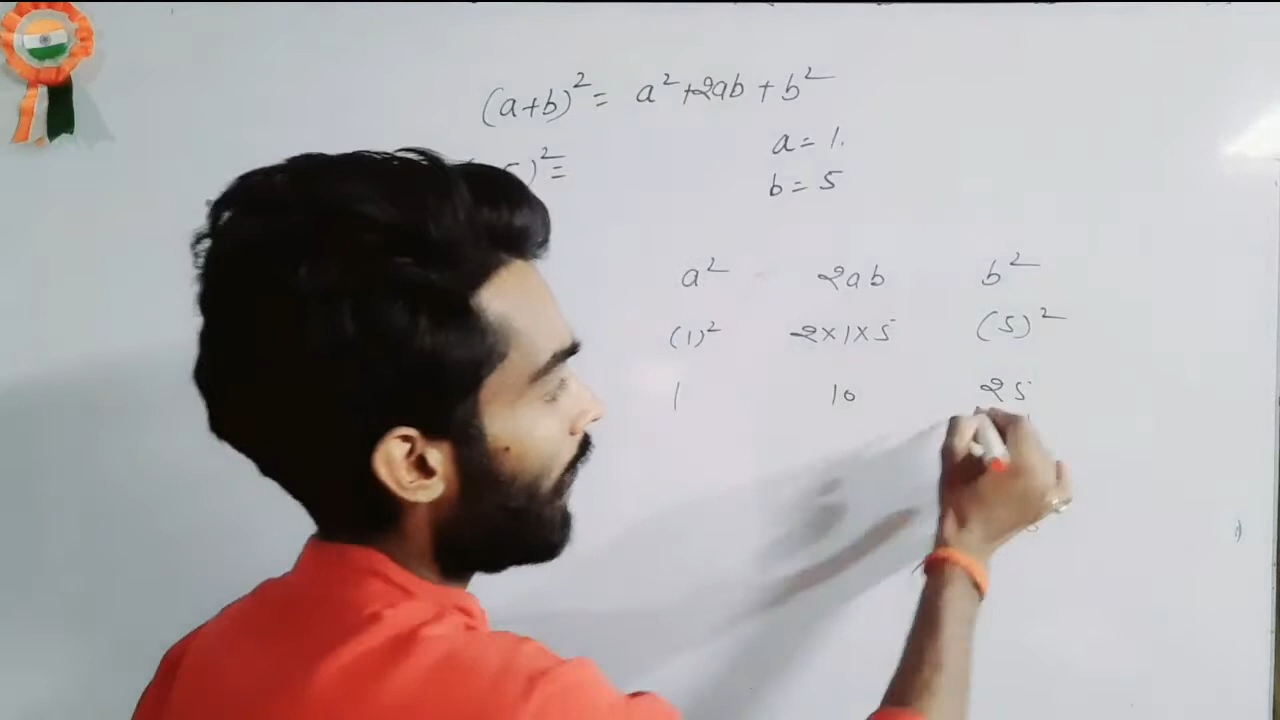 (a+b)²= a²+2ab+b²
5)²=
a=1.
b=5
a² 2ab b²
(1)² 2×1×5 (5)²
1 10 25